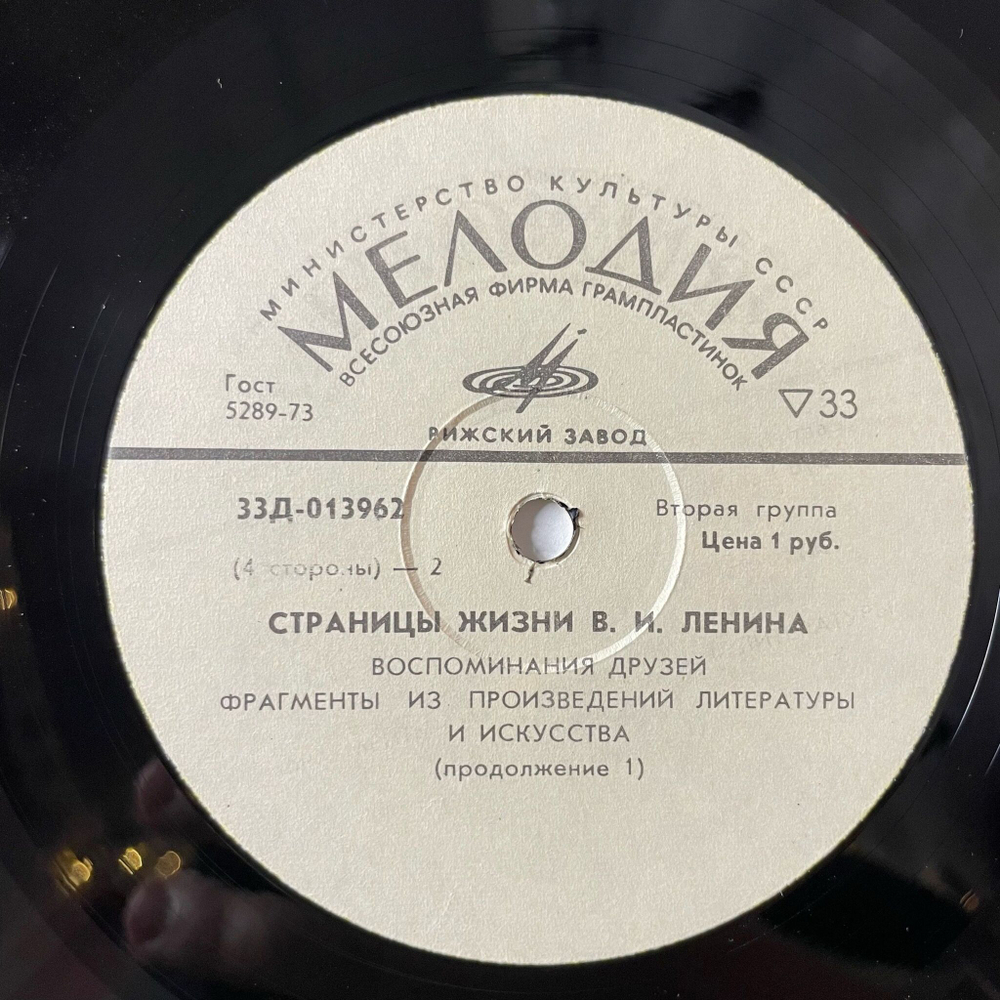 МИНИСТЕРСТВО КУЛЬТУРЫ СССР
МЕЛОДИЯ
ВСЕСОЮЗНАЯ ФИРМА ГРАМПЛАСТИНОК
Гост
5289-73
▽33
РИЖСКИЙ ЗАВОД
33Д-013962
Вторая группа
Цена 1 руб.
(4 стороны) — 2
СТРАНИЦЫ ЖИЗНИ В. И. ЛЕНИНА
ВОСПОМИНАНИЯ ДРУЗЕЙ
ФРАГМЕНТЫ ИЗ ПРОИЗВЕДЕНИЙ ЛИТЕРАТУРЫ
И ИСКУССТВА
(продолжение 1)